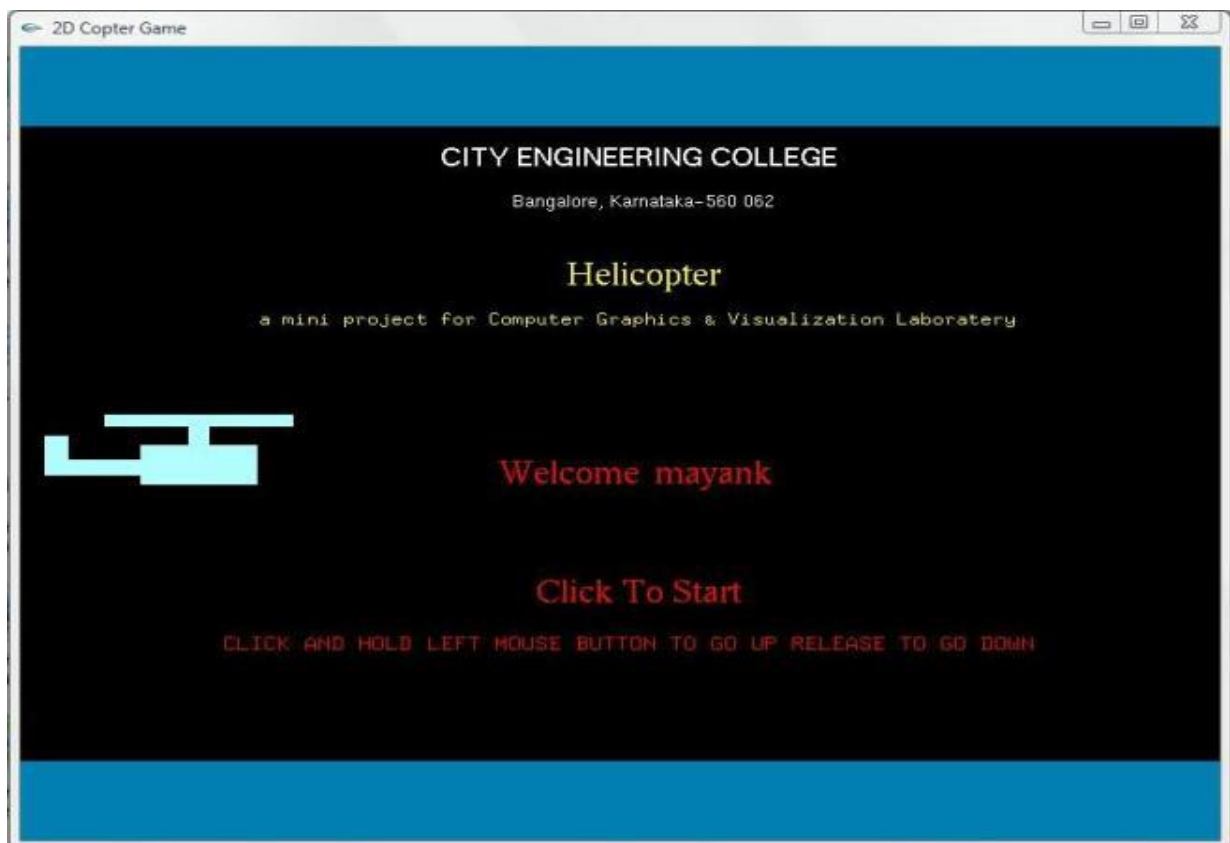 2D Copter Game
CITY ENGINEERING COLLEGE
Bangalore, Karnataka-560 062
Helicopter
a mini project for Computer Graphics & Visualization Laboratery
Welcome mayank
Click To Start
CLICK AND HOLD LEFT MOUSE BUTTON TO GO UP RELEASE TO GO DOWN